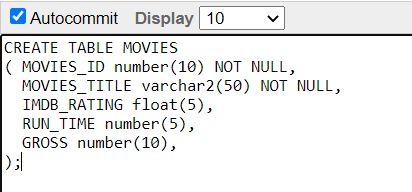 Autocommit Display 10
CREATE TABLE MOVIES
( MOVIES_ID number(10) NOT NULL,
  MOVIES_TITLE varchar2(50) NOT NULL,
  IMDB_RATING float(5),
  RUN_TIME number(5),
  GROSS number(10),
);